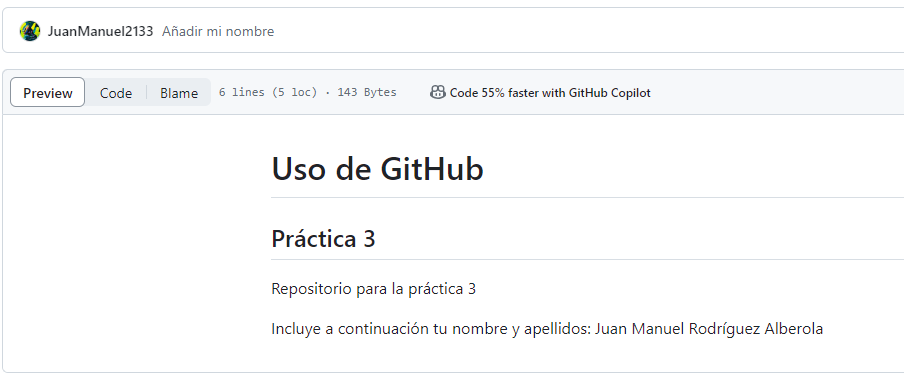 JuanManuel2133 Añadir mi nombre
Preview Code Blame 6 lines (5 loc) · 143 Bytes Code 55% faster with GitHub Copilot
Uso de GitHub
Práctica 3
Repositorio para la práctica 3
Incluye a continuación tu nombre y apellidos: Juan Manuel Rodríguez Alberola